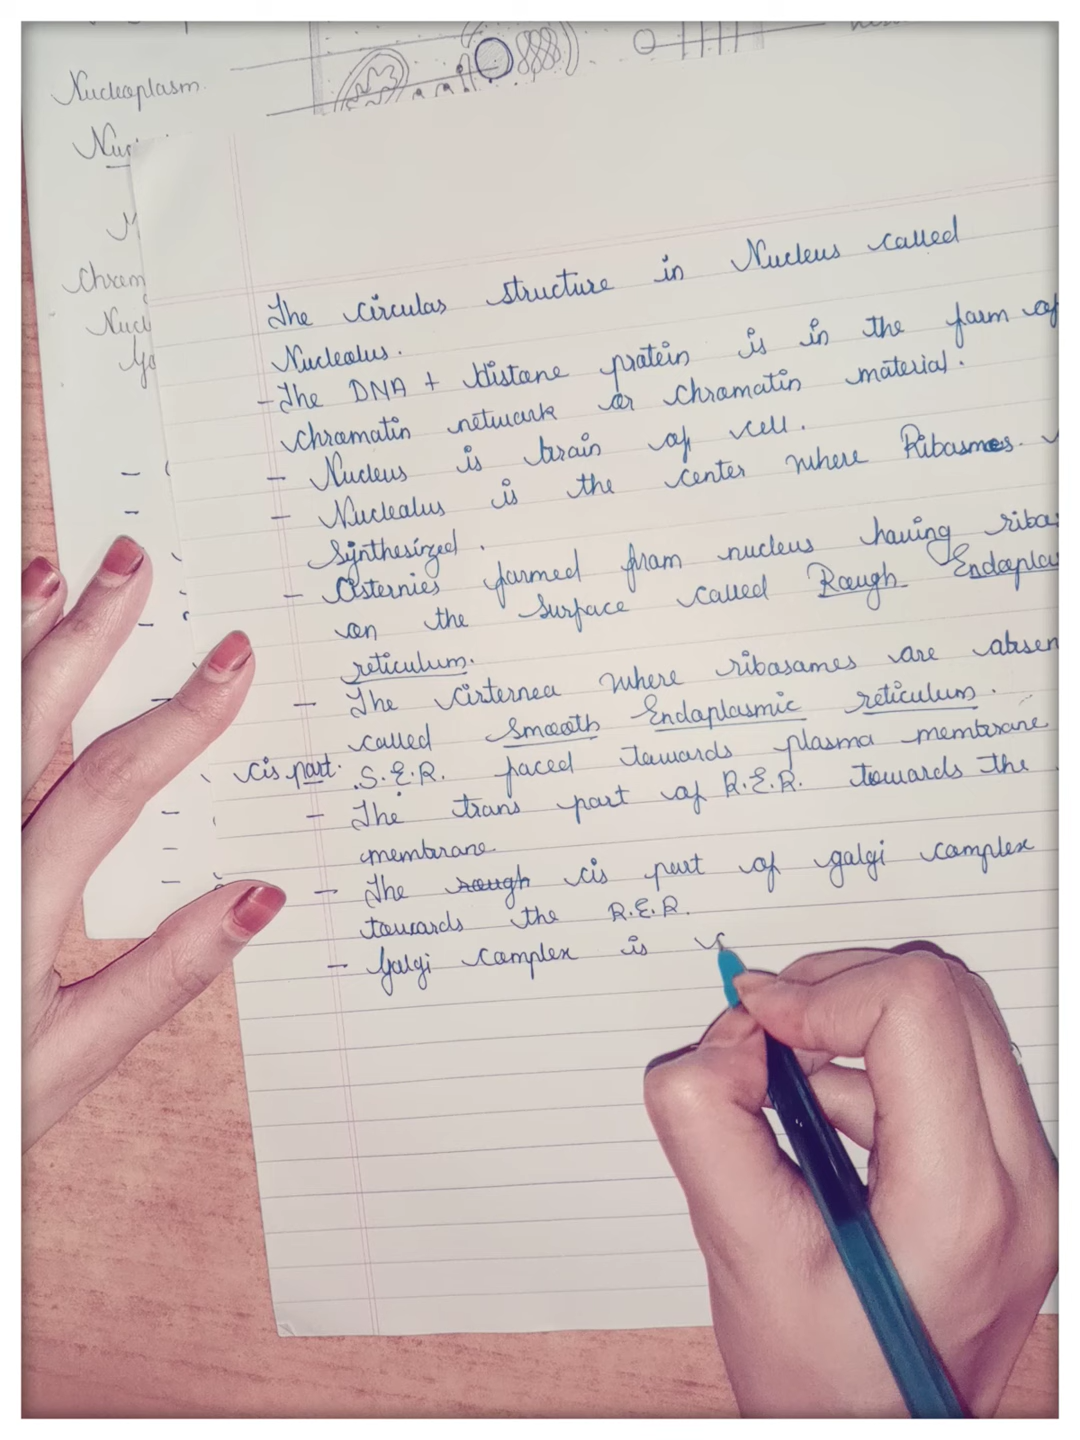 Nucleoplasm.
The circular structure in Nucleus called
Nucleolus.
- The DNA + Histone protein is in the form of
chromatin network or chromatin material.
- Nucleus is brain of cell.
- Nucleolus is the center where Ribosomes.
Synthesized.
- Cisternies formed from nucleus having ribo
on the surface called Rough Endoplas
reticulum.
- The cisternea where ribosomes are absen
called Smooth Endoplasmic reticulum.
cis part. S.E.R. faced towards plasma membrane
- The trans part of R.E.R. towards the
membrane.
- The rough cis part of golgi complex
towards the R.E.R.
- Golgi complex is